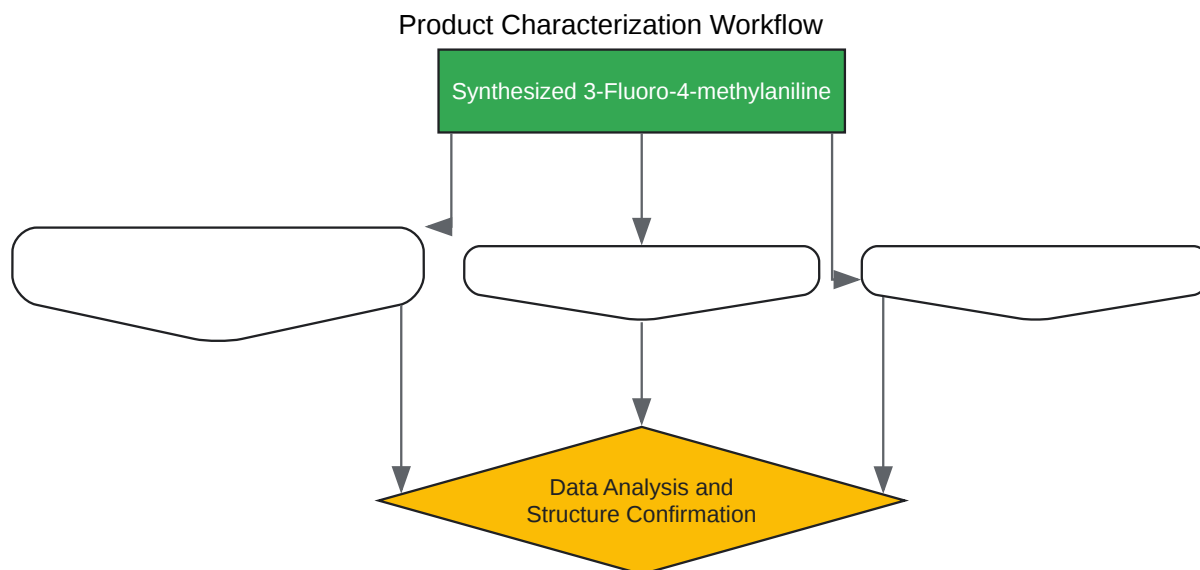 Product Characterization Workflow
Synthesized 3-Fluoro-4-methylaniline
Data Analysis and
Structure Confirmation